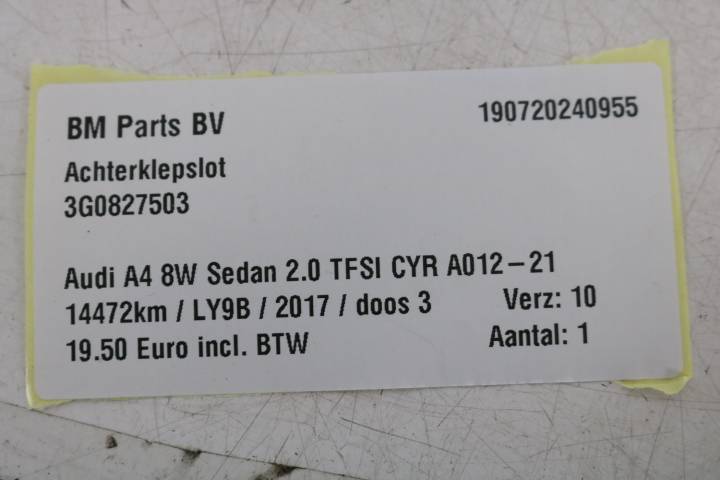 BM Parts BV 190720240955
Achterklepslot
3G0827503
Audi A4 8W Sedan 2.0 TFSI CYR A012-21
14472km / LY9B / 2017 / doos 3 Verz: 10
19.50 Euro incl. BTW Aantal: 1